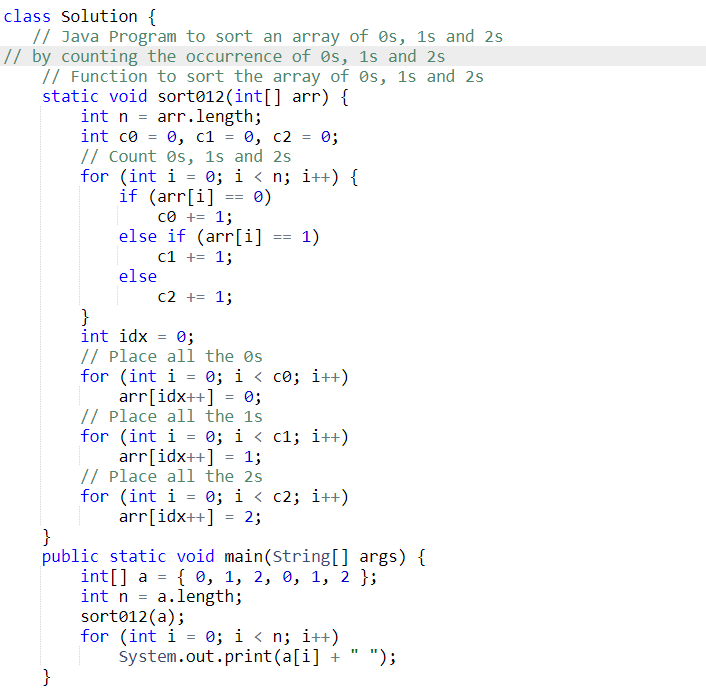 class Solution {
   // Java Program to sort an array of 0s, 1s and 2s
// by counting the occurrence of 0s, 1s and 2s
    // Function to sort the array of 0s, 1s and 2s
    static void sort012(int[] arr) {
        int n = arr.length;
        int c0 = 0, c1 = 0, c2 = 0;
        // Count 0s, 1s and 2s
        for (int i = 0; i < n; i++) {
            if (arr[i] == 0)
                c0 += 1;
            else if (arr[i] == 1)
                c1 += 1;
            else
                c2 += 1;
        }
        int idx = 0;
        // Place all the 0s
        for (int i = 0; i < c0; i++)
            arr[idx++] = 0;
        // Place all the 1s
        for (int i = 0; i < c1; i++)
            arr[idx++] = 1;
        // Place all the 2s
        for (int i = 0; i < c2; i++)
            arr[idx++] = 2;
    }
    public static void main(String[] args) {
        int[] a = { 0, 1, 2, 0, 1, 2 };
        int n = a.length;
        sort012(a);
        for (int i = 0; i < n; i++)
            System.out.print(a[i] + " ");
    }